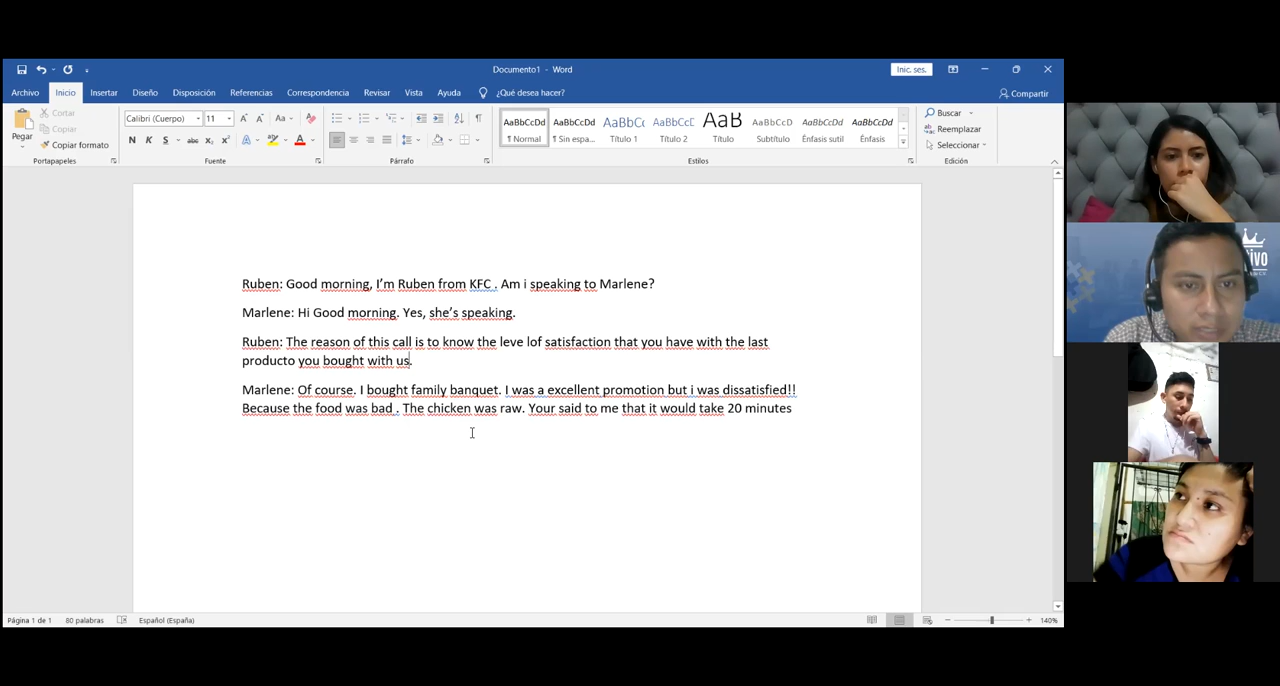 Documento1 - Word
Inic. ses.
Archivo Inicio Insertar Diseño Disposición Referencias Correspondencia Revisar Vista Ayuda ¿Qué desea hacer? Compartir
Pegar
Cortar
Copiar
Copiar formato
Portapapeles
Calibri (Cuerpo) 11
N K S abc x₂ x²
Fuente
Párrafo
AaBbCcDd AaBbCcDd AaBbCc AaBbCcE AaB AaBbCcD AaBbCcDd AaBbCcDd
¶ Normal ¶ Sin espa... Título 1 Título 2 Título Subtítulo Énfasis sutil Énfasis
Estilos
Buscar
Reemplazar
Seleccionar
Edición
Ruben: Good morning, I'm Ruben from KFC . Am i speaking to Marlene?
Marlene: Hi Good morning. Yes, she's speaking.
Ruben: The reason of this call is to know the leve lof satisfaction that you have with the last
producto you bought with us.
Marlene: Of course. I bought family banquet. I was a excellent promotion but i was dissatisfied!!
Because the food was bad . The chicken was raw. Your said to me that it would take 20 minutes
Página 1 de 1 80 palabras Español (España) 140%